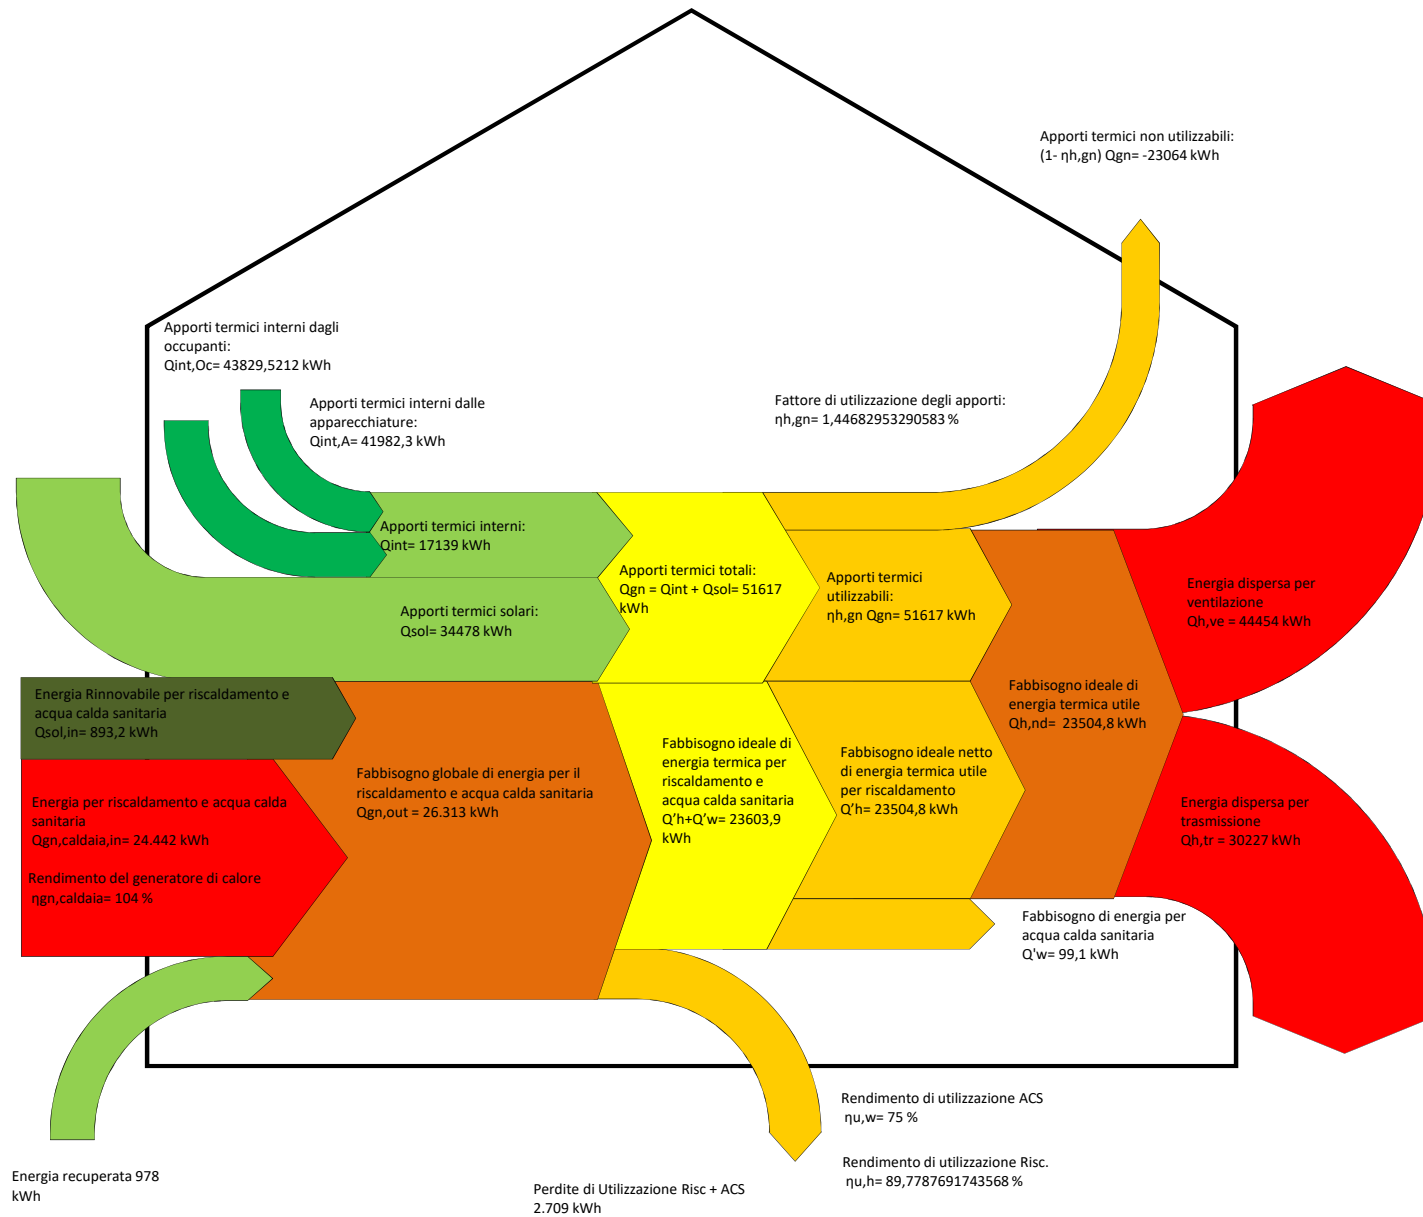 Apporti termici non utilizzabili:
(1- ηh,gn) Qgn= -23064 kWh
Apporti termici interni dagli
occupanti:
Qint,Oc= 43829,5212 kWh
Apporti termici interni dalle
apparecchiature:
Qint,A= 41982,3 kWh
Fattore di utilizzazione degli apporti:
ηh,gn= 1,44682953290583 %
Apporti termici interni:
Qint= 17139 kWh
Apporti termici totali:
Qgn = Qint + Qsol= 51617
kWh
Apporti termici
utilizzabili:
ηh,gn Qgn= 51617 kWh
Energia dispersa per
ventilazione
Qh,ve = 44454 kWh
Apporti termici solari:
Qsol= 34478 kWh
Energia Rinnovabile per riscaldamento e
acqua calda sanitaria
Qsol,in= 893,2 kWh
Fabbisogno ideale di
energia termica utile
Qh,nd=  23504,8 kWh
Fabbisogno globale di energia per il
riscaldamento e acqua calda sanitaria
Qgn,out = 26.313 kWh
Fabbisogno ideale di
energia termica per
riscaldamento e
acqua calda sanitaria
Q’h+Q’w= 23603,9
kWh
Fabbisogno ideale netto
di energia termica utile
per riscaldamento
Q’h= 23504,8 kWh
Energia per riscaldamento e acqua calda
sanitaria
Qgn,caldaia,in= 24.442 kWh
Rendimento del generatore di calore
ηgn,caldaia= 104 %
Energia dispersa per
trasmissione
Qh,tr = 30227 kWh
Fabbisogno di energia per
acqua calda sanitaria
Q'w= 99,1 kWh
Rendimento di utilizzazione ACS
ηu,w= 75 %
Rendimento di utilizzazione Risc.
ηu,h= 89,7787691743568 %
Energia recuperata 978
kWh
Perdite di Utilizzazione Risc + ACS
2.709 kWh